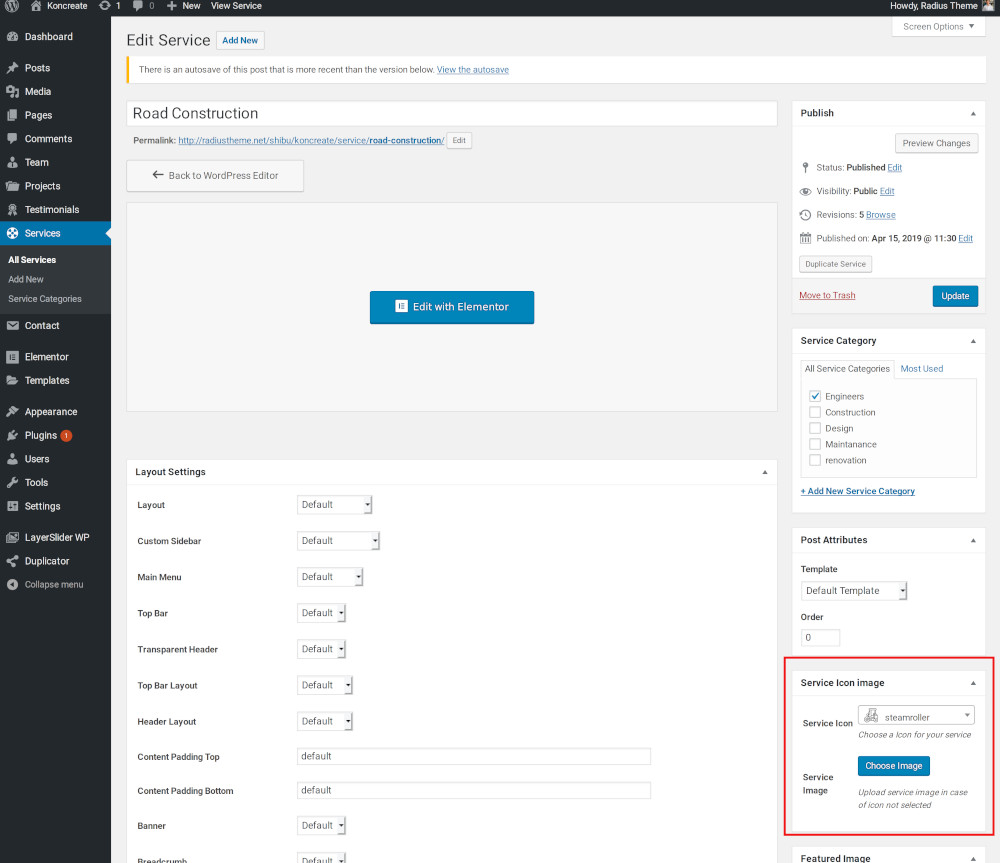 Koncreate 1 0 New View Service Howdy, Radius Theme
Screen Options
Dashboard
Posts
Media
Pages
Comments
Team
Projects
Testimonials
Services
All Services
Add New
Service Categories
Contact
Elementor
Templates
Appearance
Plugins 1
Users
Tools
Settings
LayerSlider WP
Duplicator
Collapse menu
Edit Service Add New
There is an autosave of this post that is more recent than the version below. View the autosave
Road Construction
Permalink: http://radiustheme.net/shibu/koncreate/service/road-construction/ Edit
Back to WordPress Editor
Edit with Elementor
Layout Settings
Layout Default
Custom Sidebar Default
Main Menu Default
Top Bar Default
Transparent Header Default
Top Bar Layout Default
Header Layout Default
Content Padding Top default
Content Padding Bottom default
Banner Default
Breadcrumb Default
Publish
Preview Changes
Status: Published Edit
Visibility: Public Edit
Revisions: 5 Browse
Published on: Apr 15, 2019 @ 11:30 Edit
Duplicate Service
Move to Trash Update
Service Category
All Service Categories Most Used
Engineers
Construction
Design
Maintanance
renovation
+ Add New Service Category
Post Attributes
Template
Default Template
Order
0
Service Icon image
Service Icon steamroller
Choose a Icon for your service
Choose Image
Service
Image
Upload service image in case
of icon not selected
Featured Image